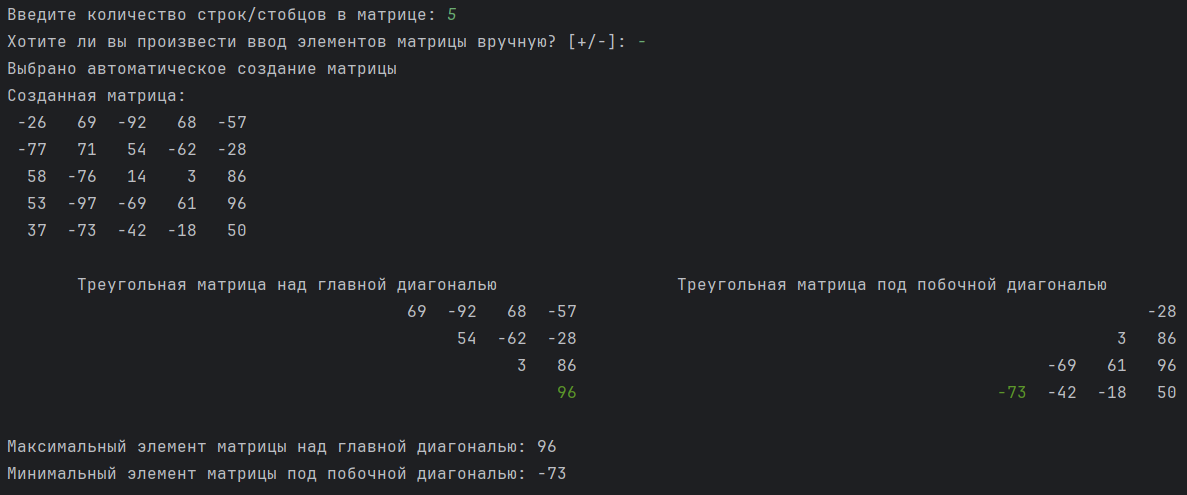 Введите количество строк/стобцов в матрице: 5
Хотите ли вы произвести ввод элементов матрицы вручную? [+/-]: -
Выбрано автоматическое создание матрицы
Созданная матрица:
-26 69 -92 68 -57
-77 71 54 -62 -28
58 -76 14 3 86
53 -97 -69 61 96
37 -73 -42 -18 50
Треугольная матрица над главной диагональю Треугольная матрица под побочной диагональю
69 -92 68 -57 -28
54 -62 -28 3 86
3 86 -69 61 96
96 -73 -42 -18 50
Максимальный элемент матрицы над главной диагональю: 96
Минимальный элемент матрицы под побочной диагональю: -73